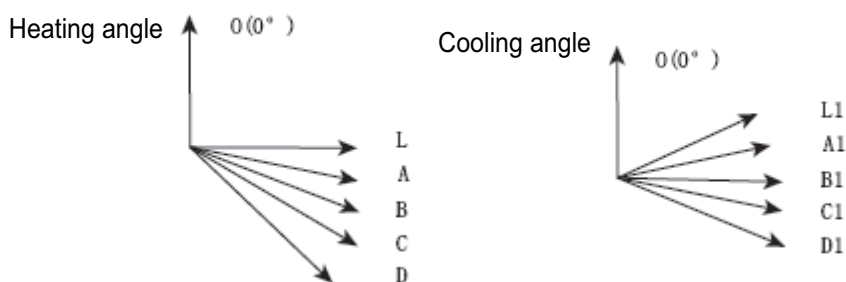 Heating angle
0(0° )
L
A
B
C
D
Cooling angle
0(0° )
L1
A1
B1
C1
D1